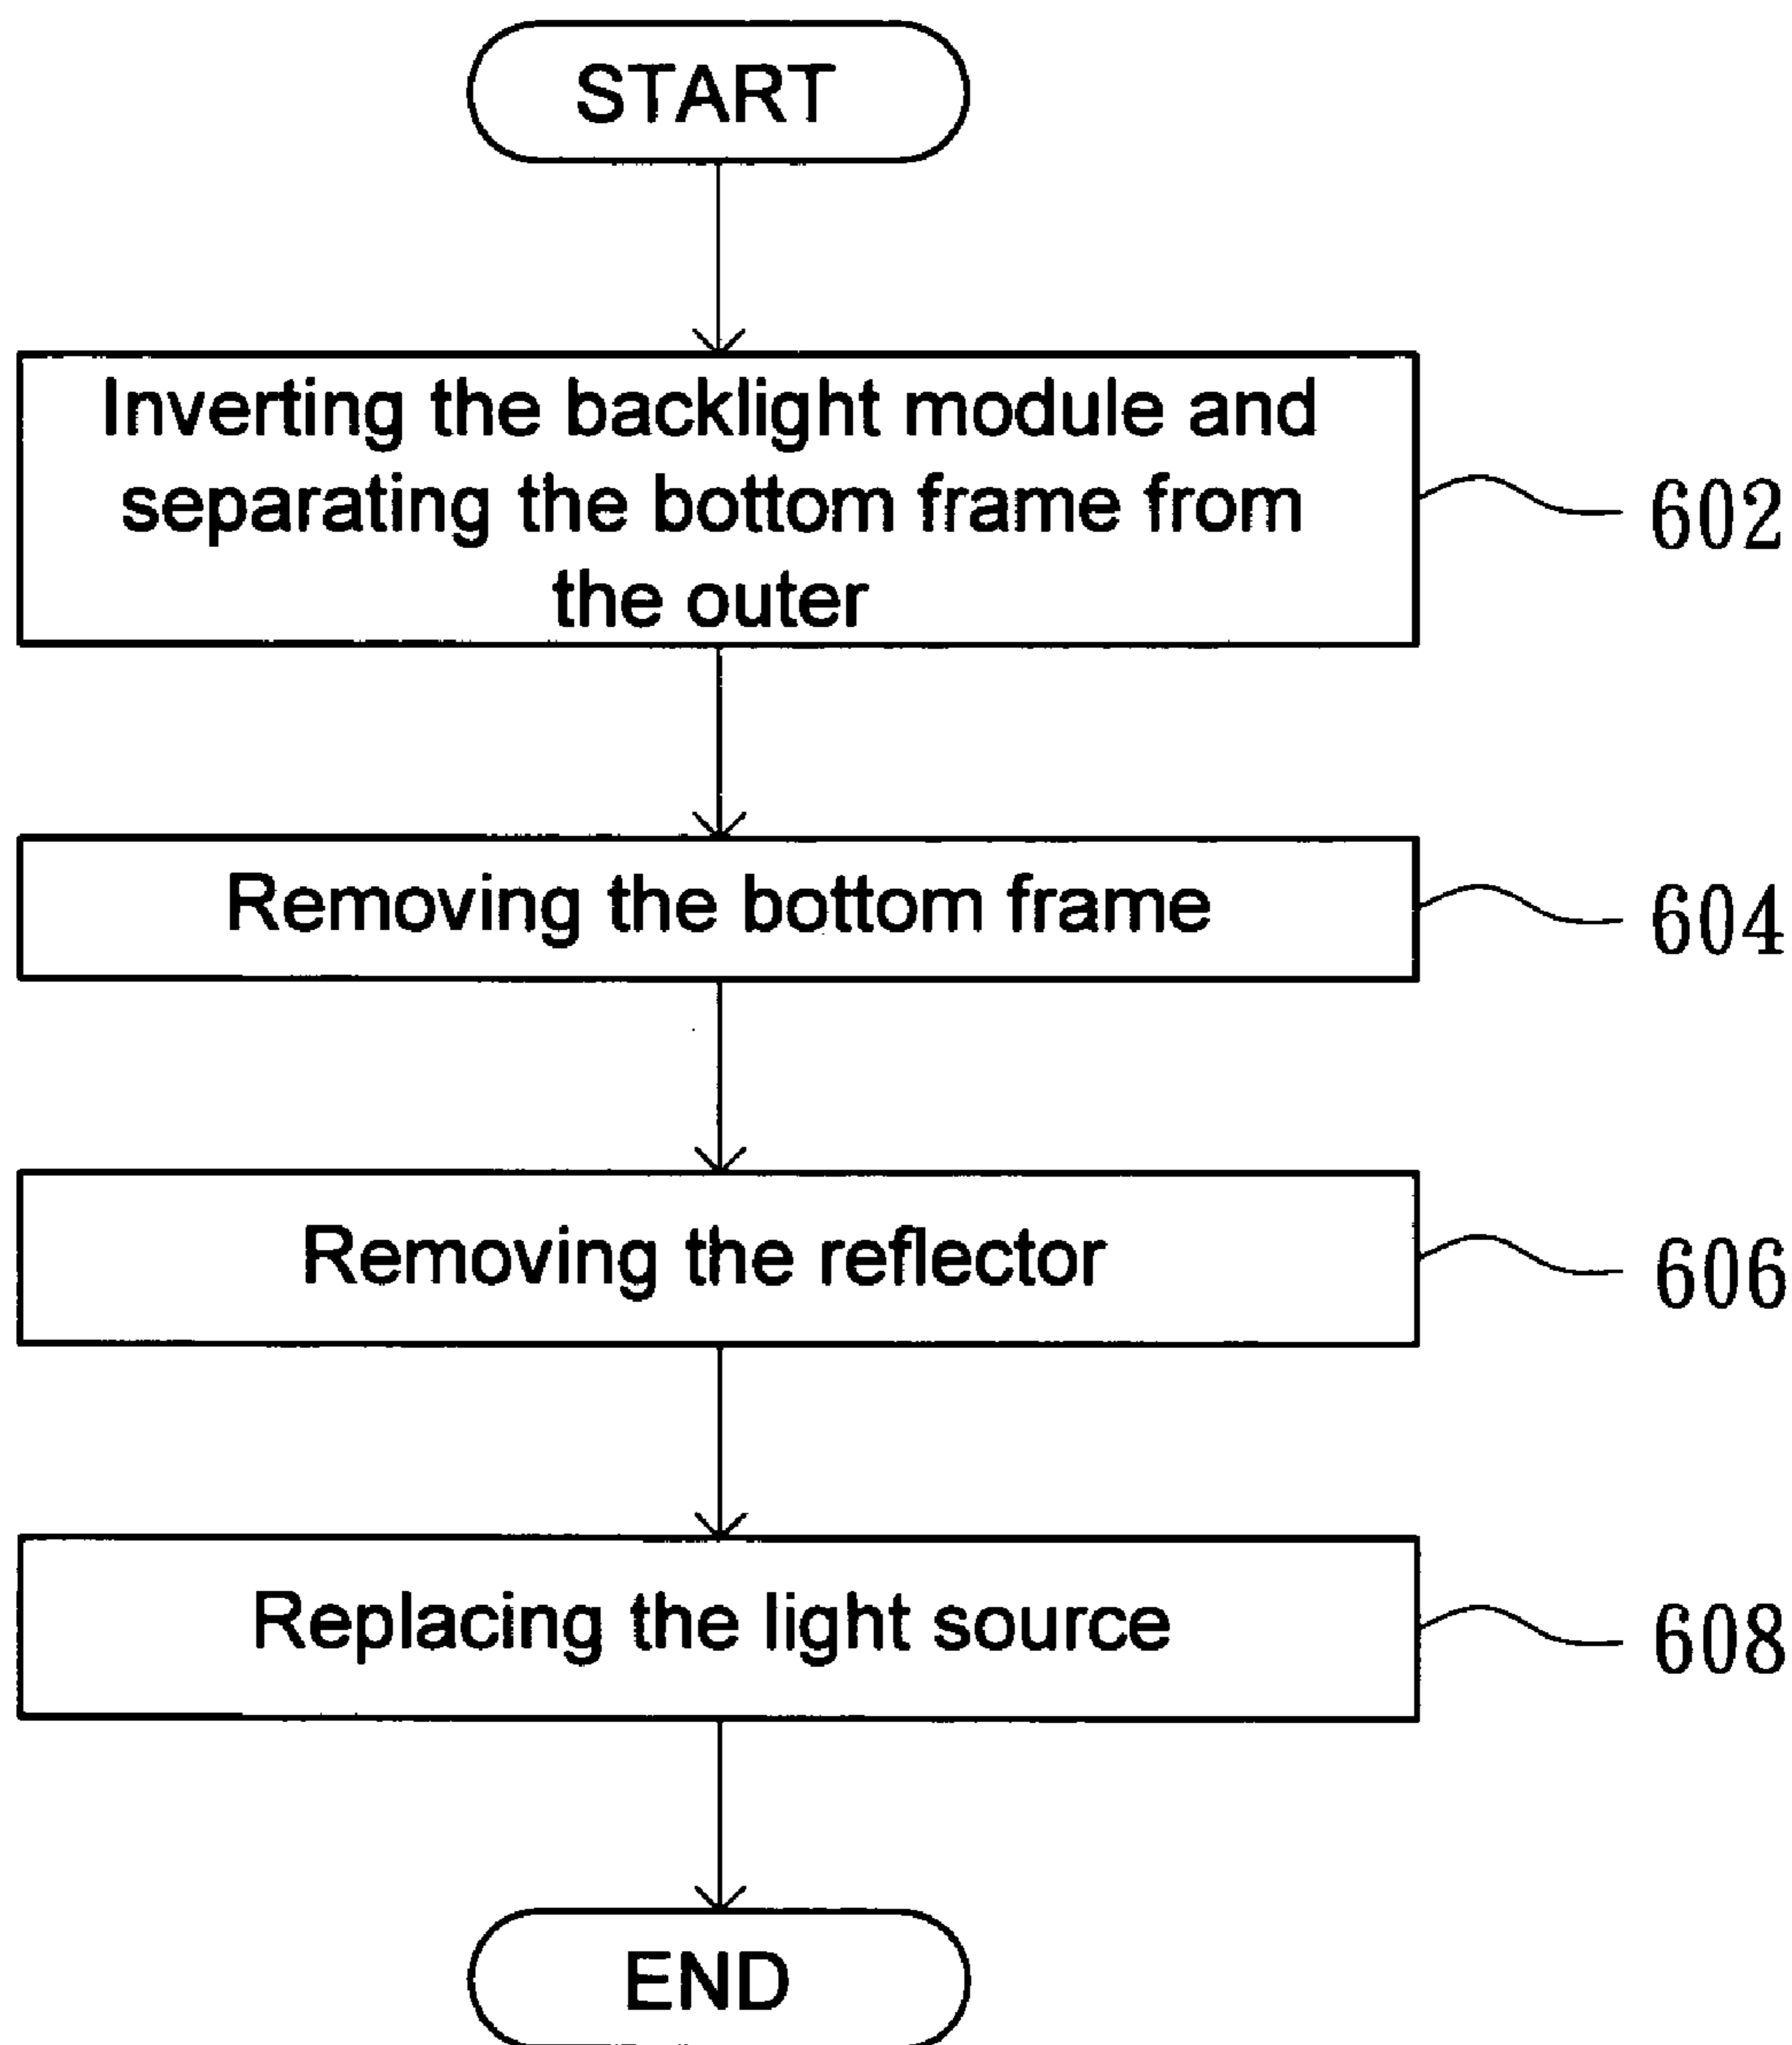 START
Inverting the backlight module and
separating the bottom frame from
the outer
602
Removing the bottom frame
604
Removing the reflector
606
Replacing the light source
608
END